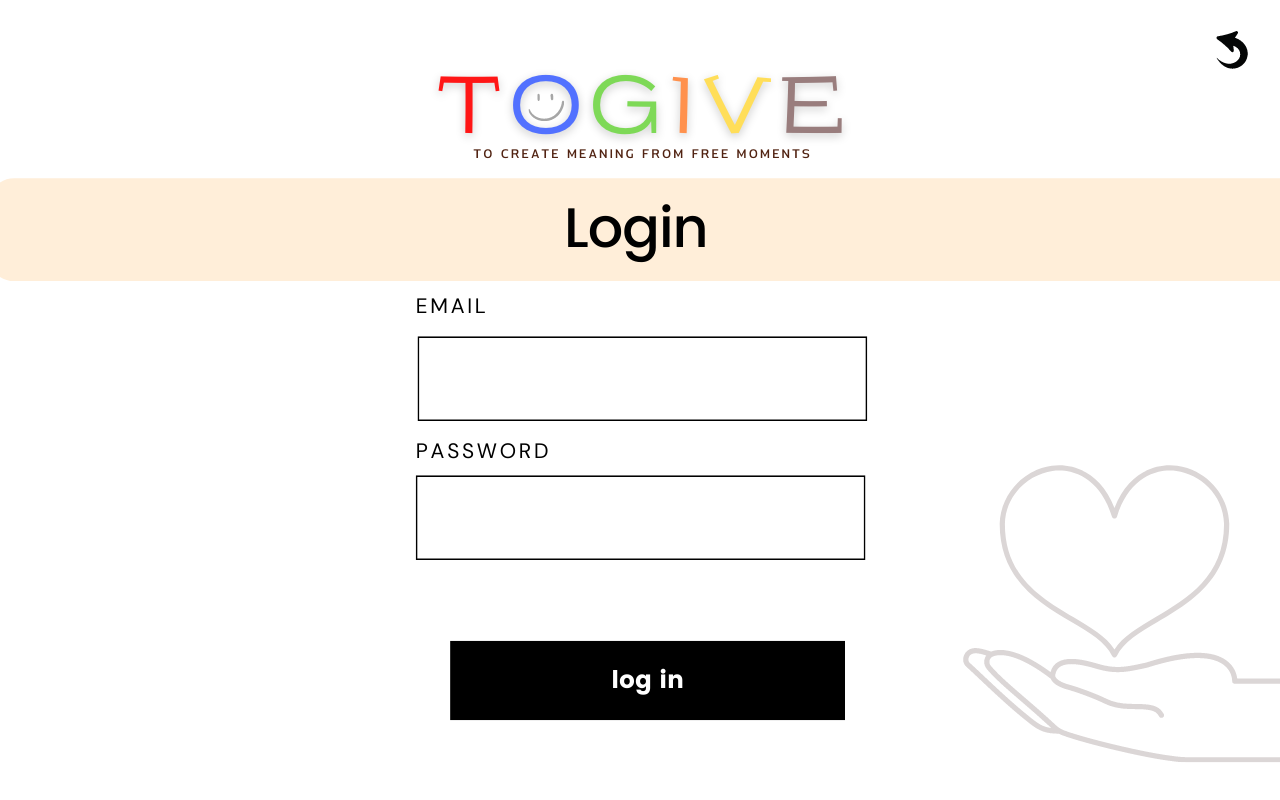 TOGIVE
TO CREATE MEANING FROM FREE MOMENTS
Login
EMAIL
PASSWORD
log in